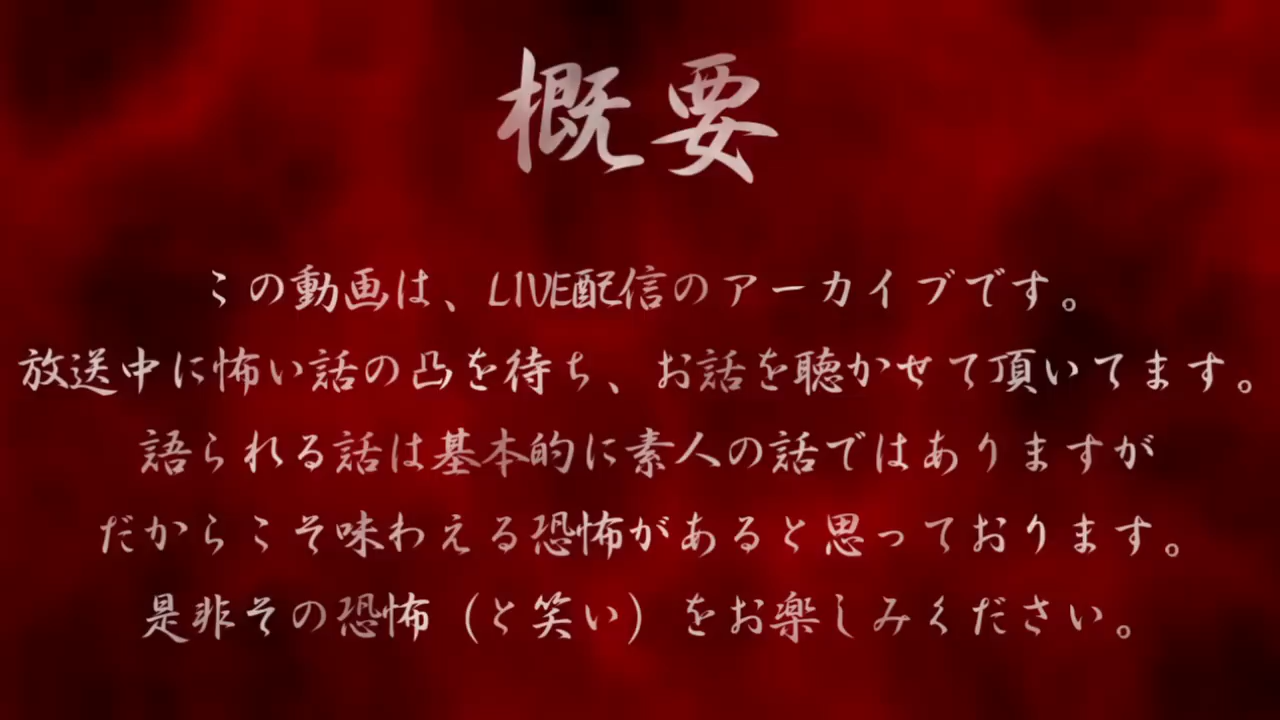 概要
この動画は、LIVE配信のアーカイブです。
放送中に怖い話の凸を待ち、お話を聴かせて頂いてます。
語られる話は基本的に素人の話ではありますが
だからこそ味わえる恐怖があると思っております。
是非その恐怖（と笑い）をお楽しみください。